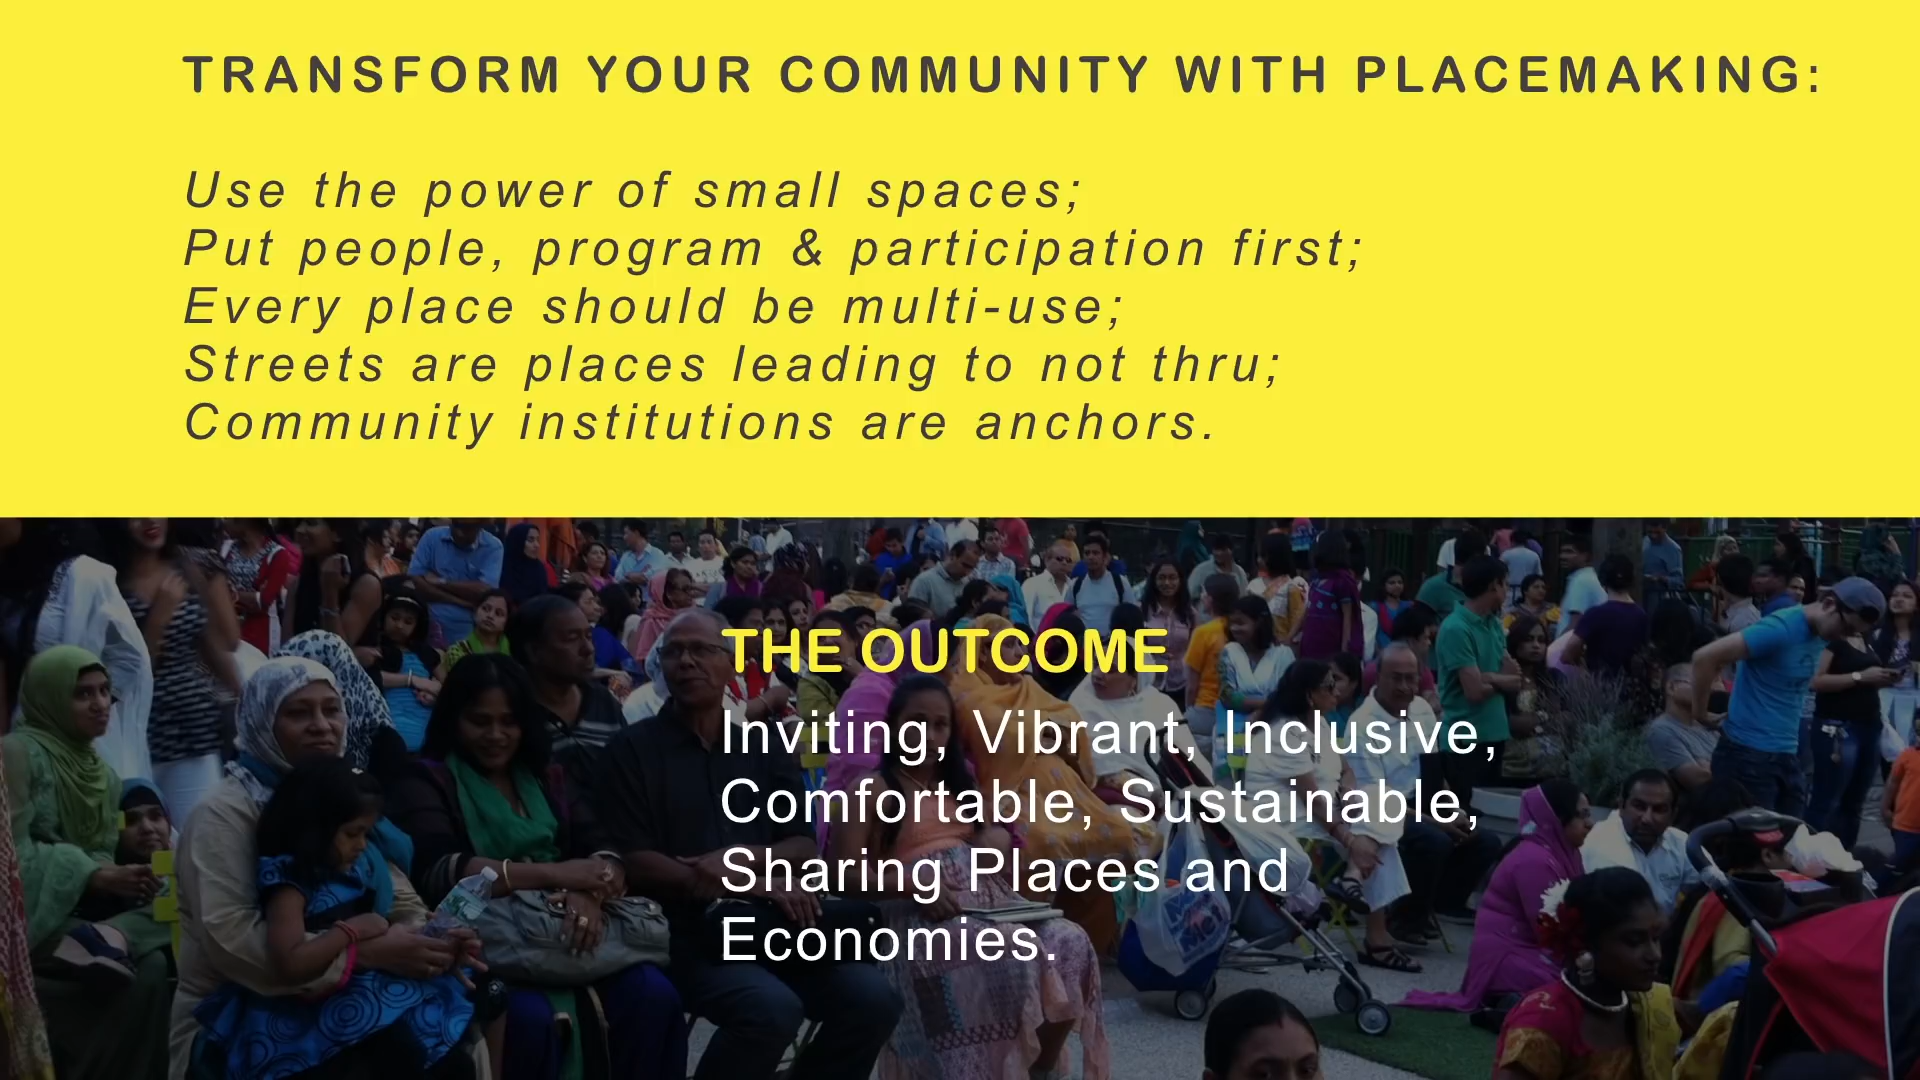 TRANSFORM YOUR COMMUNITY WITH PLACEMAKING:
Use the power of small spaces;
Put people, program & participation first;
Every place should be multi-use;
Streets are places leading to not thru;
Community institutions are anchors.
THE OUTCOME
Inviting, Vibrant, Inclusive,
Comfortable, Sustainable,
Sharing Places and
Economies.